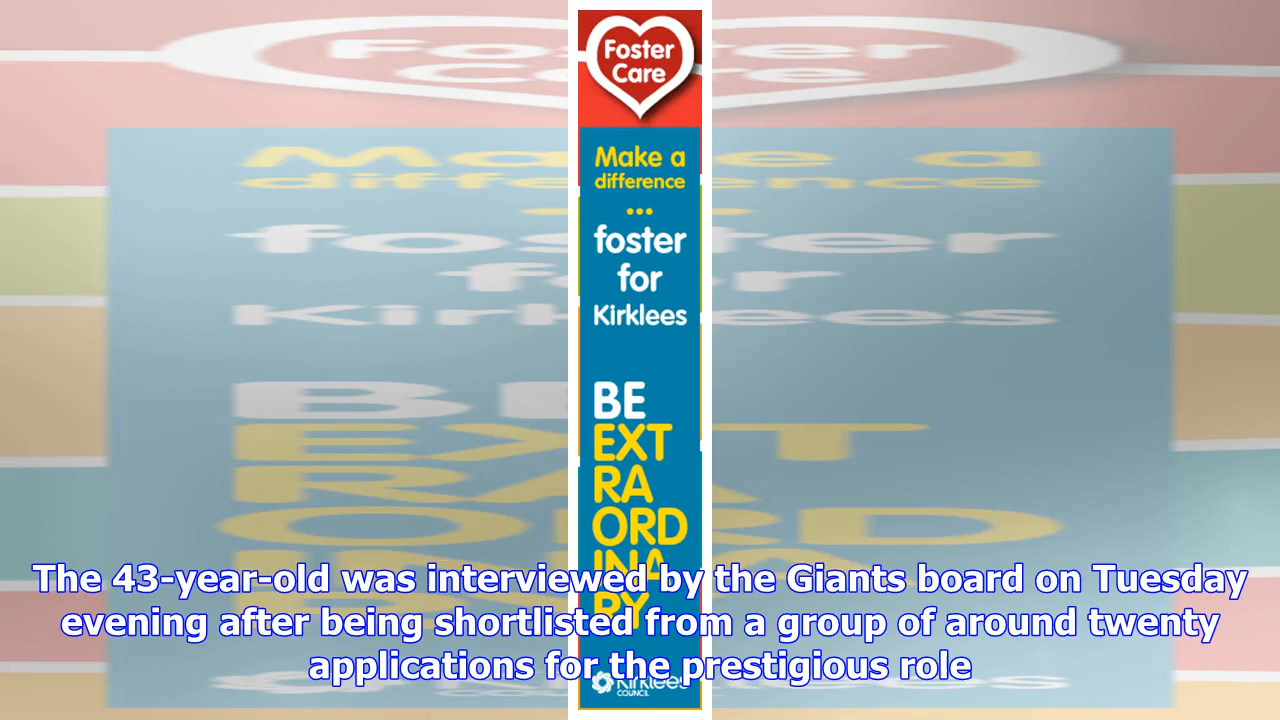 Foster
Care
Make a
difference
...
foster
for
Kirklees
BE
EXT
RA
ORD
INA
RY
The 43-year-old was interviewed by the Giants board on Tuesday
evening after being shortlisted from a group of around twenty
applications for the prestigious role
Kirklees
COUNCIL